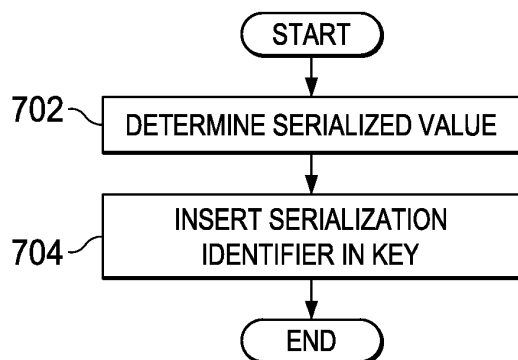 START
702
DETERMINE SERIALIZED VALUE
704
INSERT SERIALIZATION
IDENTIFIER IN KEY
END